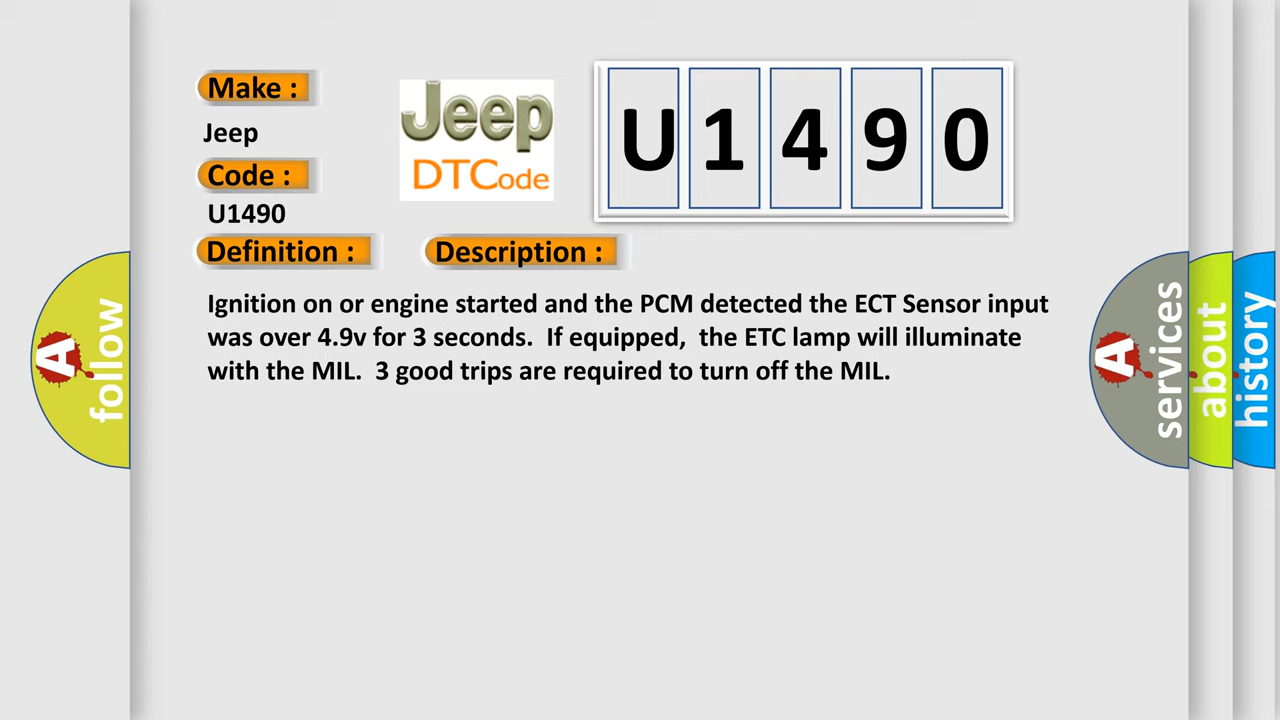 Make :
Jeep
Code :
U1490
Jeep
DTCode
U 1 4 9 0
Definition :
Description :
Ignition on or engine started and the PCM detected the ECT Sensor input
was over 4.9v for 3 seconds  If equipped,  the ETC lamp will illuminate
with the MIL  3 good trips are required to turn off the MIL.
A follow
A services
about
history